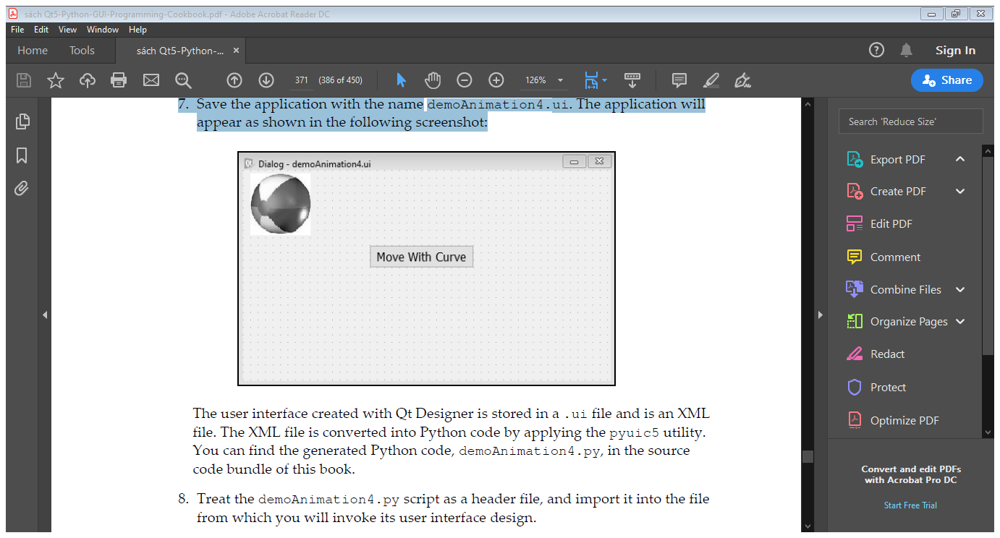 sách Qt5-Python-GUI-Programming-Cookbook.pdf - Adobe Acrobat Reader DC
File Edit View Window Help
Home Tools sách Qt5-Python-... × Sign In
371 (386 of 450) 126% Share
7. Save the application with the name demoAnimation4.ui. The application will
appear as shown in the following screenshot:
Dialog - demoAnimation4.ui
Move With Curve
The user interface created with Qt Designer is stored in a .ui file and is an XML
file. The XML file is converted into Python code by applying the pyuic5 utility.
You can find the generated Python code, demoAnimation4.py, in the source
code bundle of this book.
8. Treat the demoAnimation4.py script as a header file, and import it into the file
from which you will invoke its user interface design.
Search 'Reduce Size'
Export PDF
Create PDF
Edit PDF
Comment
Combine Files
Organize Pages
Redact
Protect
Optimize PDF
Convert and edit PDFs
with Acrobat Pro DC
Start Free Trial